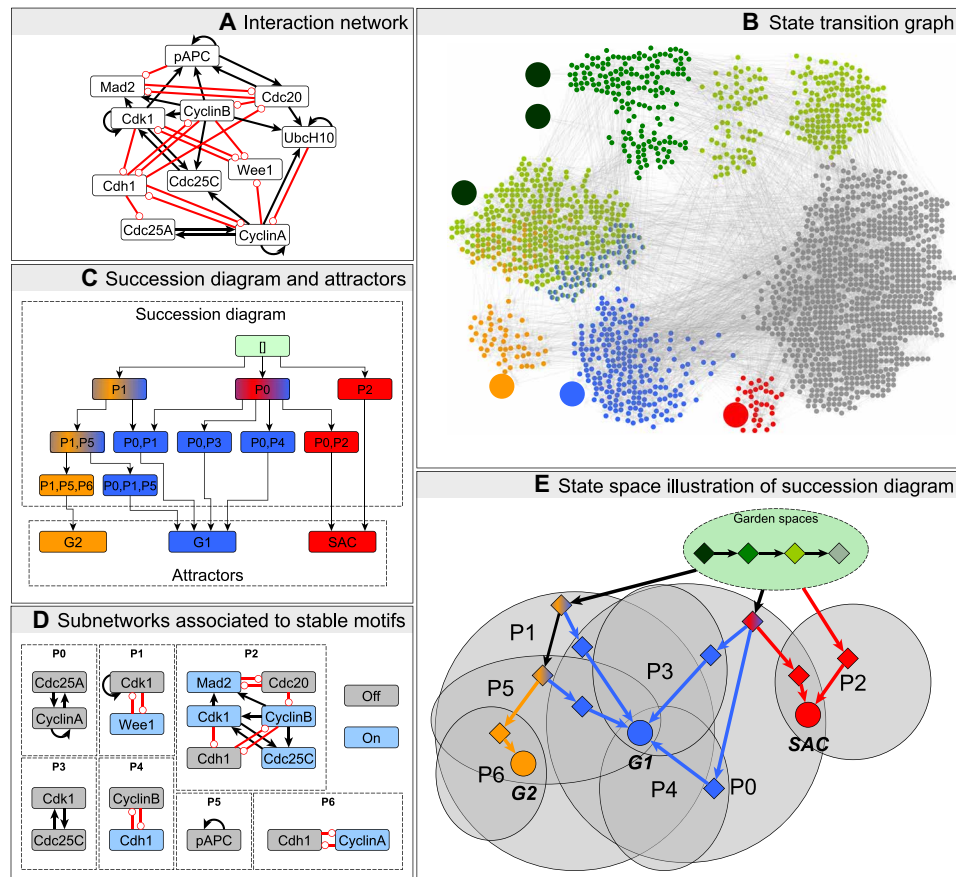 A Interaction network
pAPC
Mad2
Cdc20
CyclinB
Cdk1
UbcH10
Wee1
Cdc25C
Cdh1
Cdc25A
CyclinA
B State transition graph
C Succession diagram and attractors
Succession diagram
[]
P1
P0
P2
P1,P5
P0,P1
P0,P3
P0,P4
P0,P2
P1,P5,P6
P0,P1,P5
G2
G1
SAC
Attractors
D Subnetworks associated to stable motifs
P0
Cdc25A
CyclinA
P1
Cdk1
Wee1
P2
Mad2
Cdc20
Cdk1
CyclinB
Cdh1
Cdc25C
Off
On
P3
Cdk1
Cdc25C
P4
CyclinB
Cdh1
P5
pAPC
P6
Cdh1
CyclinA
E State space illustration of succession diagram
Garden spaces
P1
P3
P2
P5
SAC
G1
P6
G2
P4
P0